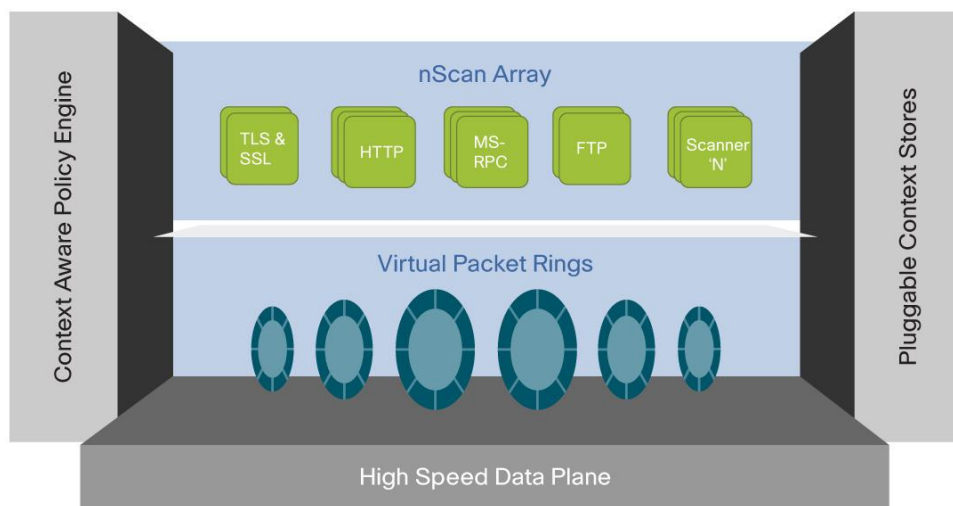 nScan Array
TLS &
SSL
HTTP
MS-
RPC
FTP
Scanner
‘N’
Virtual Packet Rings
Context Aware Policy Engine
Pluggable Context Stores
High Speed Data Plane